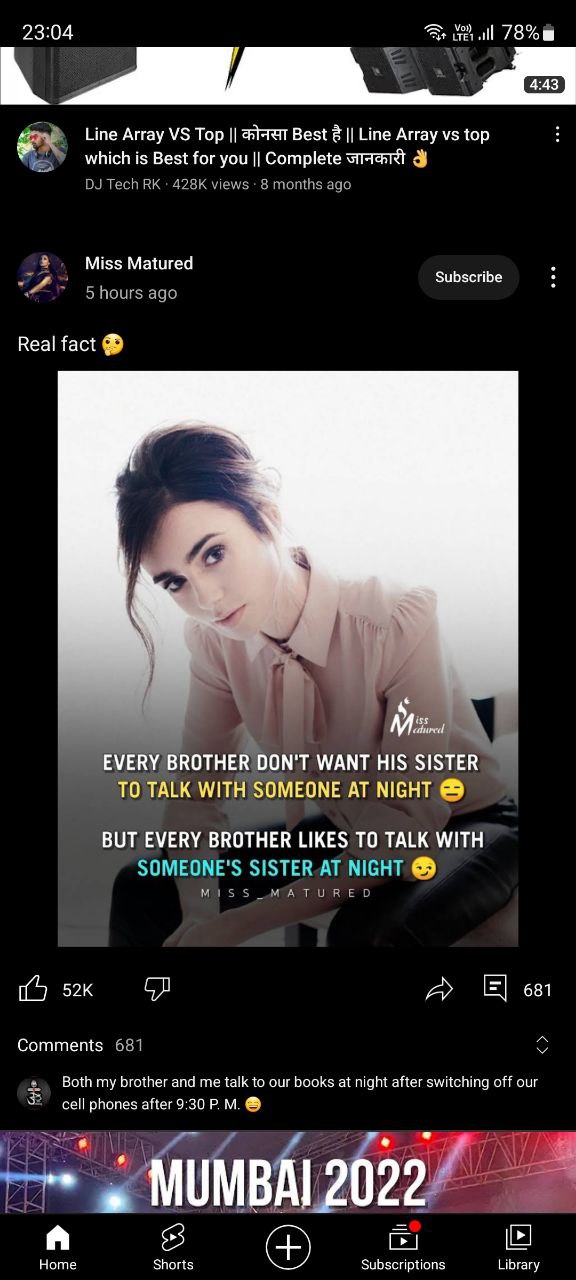 23:04
Vo)) LTE1 78%
4:43
Line Array VS Top || कोनसा Best है || Line Array vs top
which is Best for you || Complete जानकारी 👌
DJ Tech RK · 428K views · 8 months ago
Miss Matured
5 hours ago
Subscribe
Real fact 🤔
Miss Matured
EVERY BROTHER DON'T WANT HIS SISTER
TO TALK WITH SOMEONE AT NIGHT 😑
BUT EVERY BROTHER LIKES TO TALK WITH
SOMEONE'S SISTER AT NIGHT 😏
MISS_MATURED
52K
681
Comments 681
Both my brother and me talk to our books at night after switching off our
cell phones after 9:30 P. M. 😄
MUMBAI 2022
Home
Shorts
Subscriptions
Library